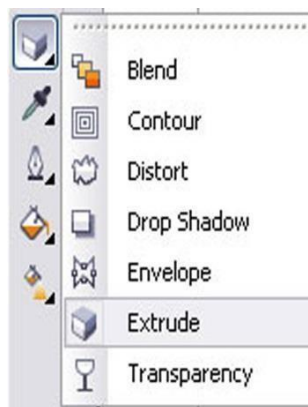 Blend
Contour
Distort
Drop Shadow
Envelope
Extrude
Transparency